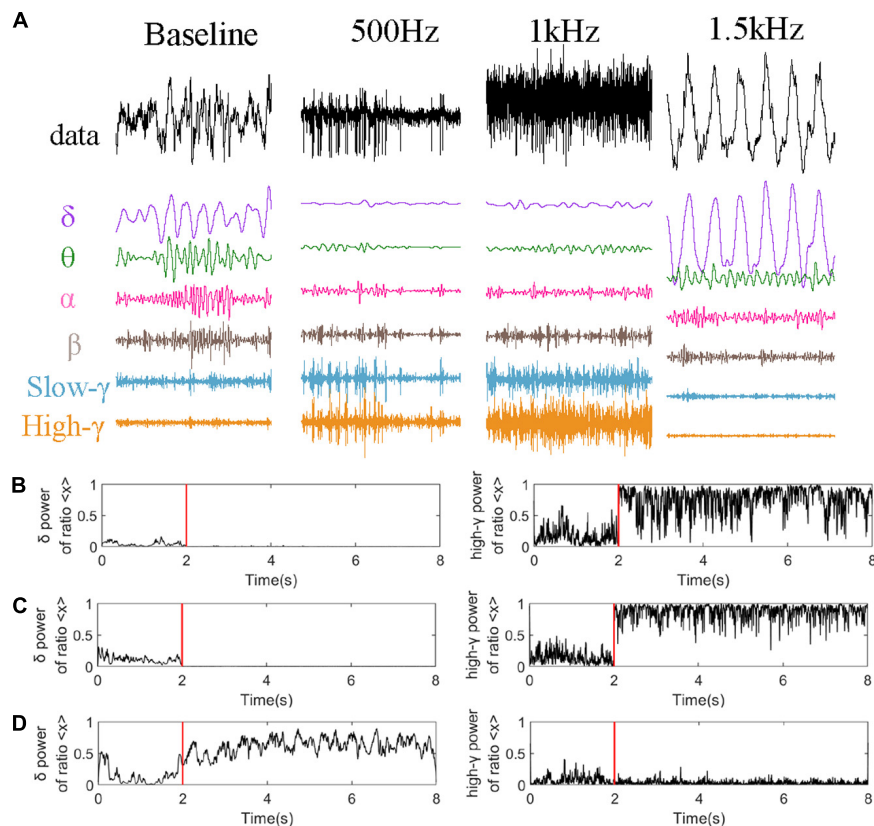 A
Baseline 500Hz 1kHz 1.5kHz
data
δ
θ
α
β
Slow-γ
High-γ
B
δ power
of ratio <x>
1
0.5
0
0 2 4 6 8
Time(s)
high-γ power
of ratio <x>
1
0.5
0
0 2 4 6 8
Time(s)
C
δ power
of ratio <x>
1
0.5
0
0 2 4 6 8
Time(s)
high-γ power
of ratio <x>
1
0.5
0
0 2 4 6 8
Time(s)
D
δ power
of ratio <x>
1
0.5
0
0 2 4 6 8
Time(s)
high-γ power
of ratio <x>
1
0.5
0
0 2 4 6 8
Time(s)